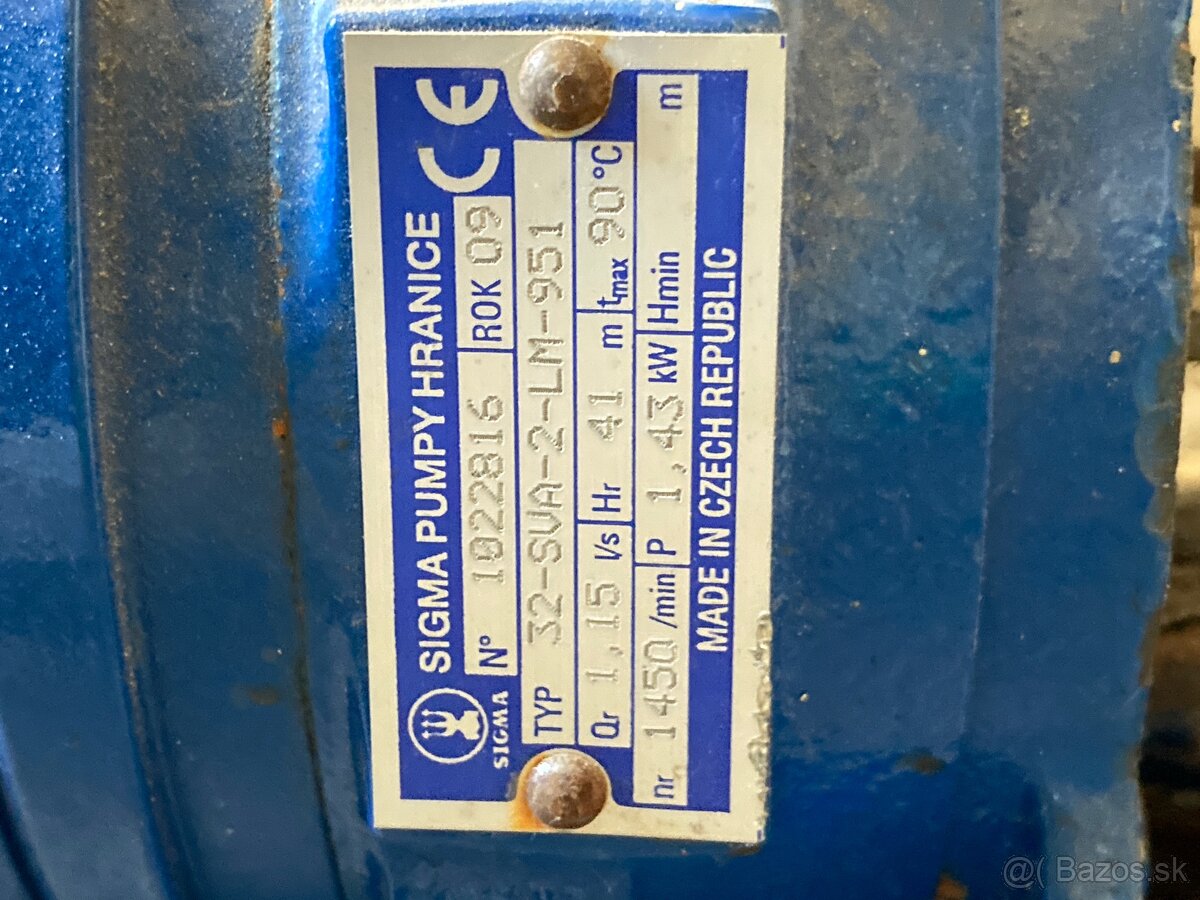 SIGMA PUMPY HRANICE CE
SIGMA
N° 102816 ROK 09
TYP 32-SVA-2-LM-951
Qr 1,15 l/s Hr 41 m tmax 90°C
nr 1450 /min P 1,43 kW Hmin m
MADE IN CZECH REPUBLIC
@( Bazos.sk